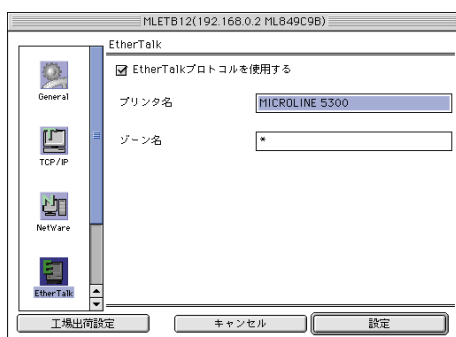 MLETB12(192.168.0.2 ML849C9B)
EtherTalk
EtherTalkプロトコルを使用する
プリンタ名
MICROLINE 5300
ゾーン名
*
General
TCP/IP
NetWare
EtherTalk
工場出荷設定
キャンセル
設定